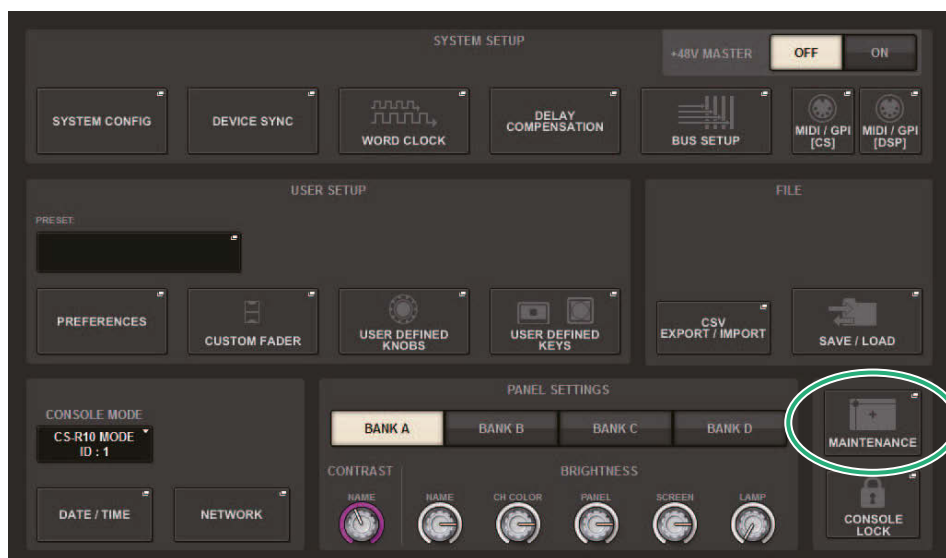 SYSTEM SETUP
+48V MASTER
OFF
ON
SYSTEM CONFIG
DEVICE SYNC
WORD CLOCK
DELAY
COMPENSATION
BUS SETUP
MIDI / GPI
[CS]
MIDI / GPI
[DSP]
USER SETUP
PRESET:
PREFERENCES
CUSTOM FADER
USER DEFINED
KNOBS
USER DEFINED
KEYS
FILE
CSV
EXPORT / IMPORT
SAVE / LOAD
CONSOLE MODE
CS-R10 MODE
ID : 1
DATE / TIME
NETWORK
PANEL SETTINGS
BANK A
BANK B
BANK C
BANK D
CONTRAST
BRIGHTNESS
NAME
NAME
CH COLOR
PANEL
SCREEN
LAMP
MAINTENANCE
CONSOLE
LOCK